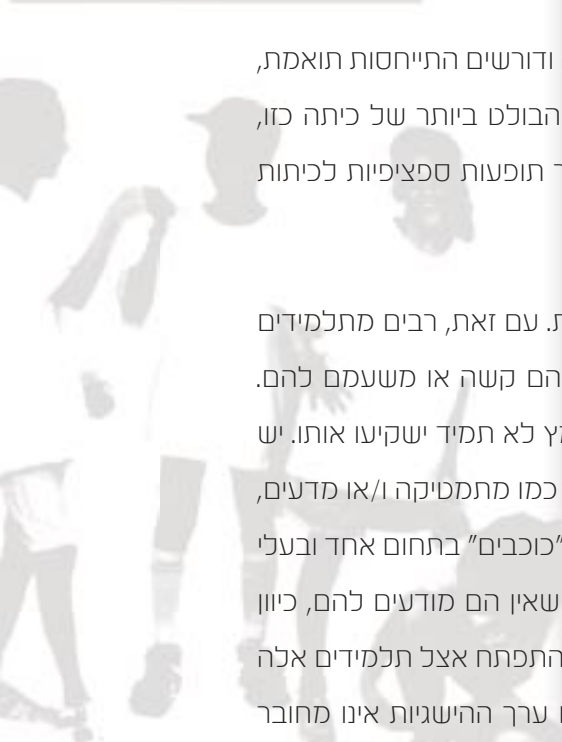 ודורשים התייחסות תואמת,
הבולט ביותר של כיתה כזו,
תופעות ספציפיות לכיתות
עם זאת, רבים מתלמידים
הם קשה או משעמם להם.
לא תמיד ישקיעו אותו. יש
כמו מתמטיקה ו/או מדעים,
"כוכבים" בתחום אחד ובעלי
שאין הם מודעים להם, כיוון
התפתח אצל תלמידים אלה
ערך ההישגיות אינו מחובר